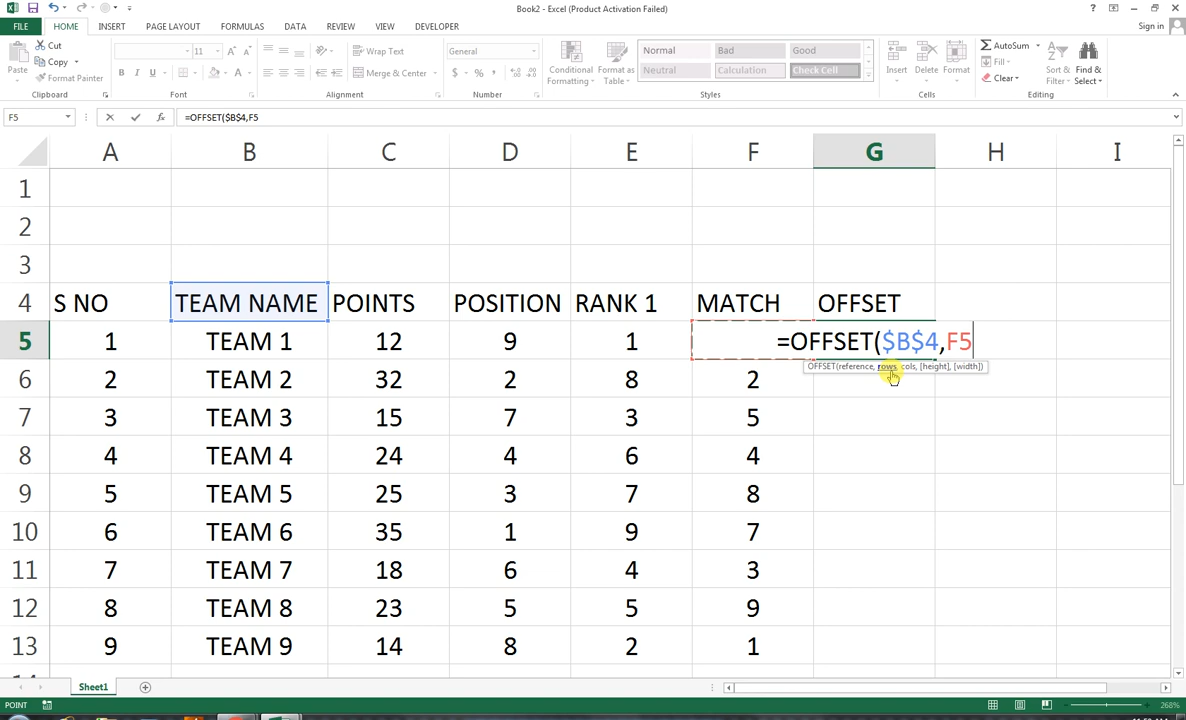 Book2 - Excel (Product Activation Failed)
FILE HOME INSERT PAGE LAYOUT FORMULAS DATA REVIEW VIEW DEVELOPER Sign in
Paste Cut Copy Format Painter
11 A A B I U A
Wrap Text Merge & Center
General $ % ,
Conditional Formatting Format as Table
Normal Bad Good
Neutral Calculation Check Cell
Insert Delete Format
AutoSum Fill Clear Sort & Filter Find & Select
Clipboard Font Alignment Number Styles Cells Editing
F5 fx =OFFSET($B$4,F5
A B C D E F G H I
1
2
3
4 S NO TEAM NAME POINTS POSITION RANK 1 MATCH OFFSET
5 1 TEAM 1 12 9 1 =OFFSET($B$4,F5
OFFSET(reference, rows, cols, [height], [width])
6 2 TEAM 2 32 2 8 2
7 3 TEAM 3 15 7 3 5
8 4 TEAM 4 24 4 6 4
9 5 TEAM 5 25 3 7 8
10 6 TEAM 6 35 1 9 7
11 7 TEAM 7 18 6 4 3
12 8 TEAM 8 23 5 5 9
13 9 TEAM 9 14 8 2 1
Sheet1
POINT 268%